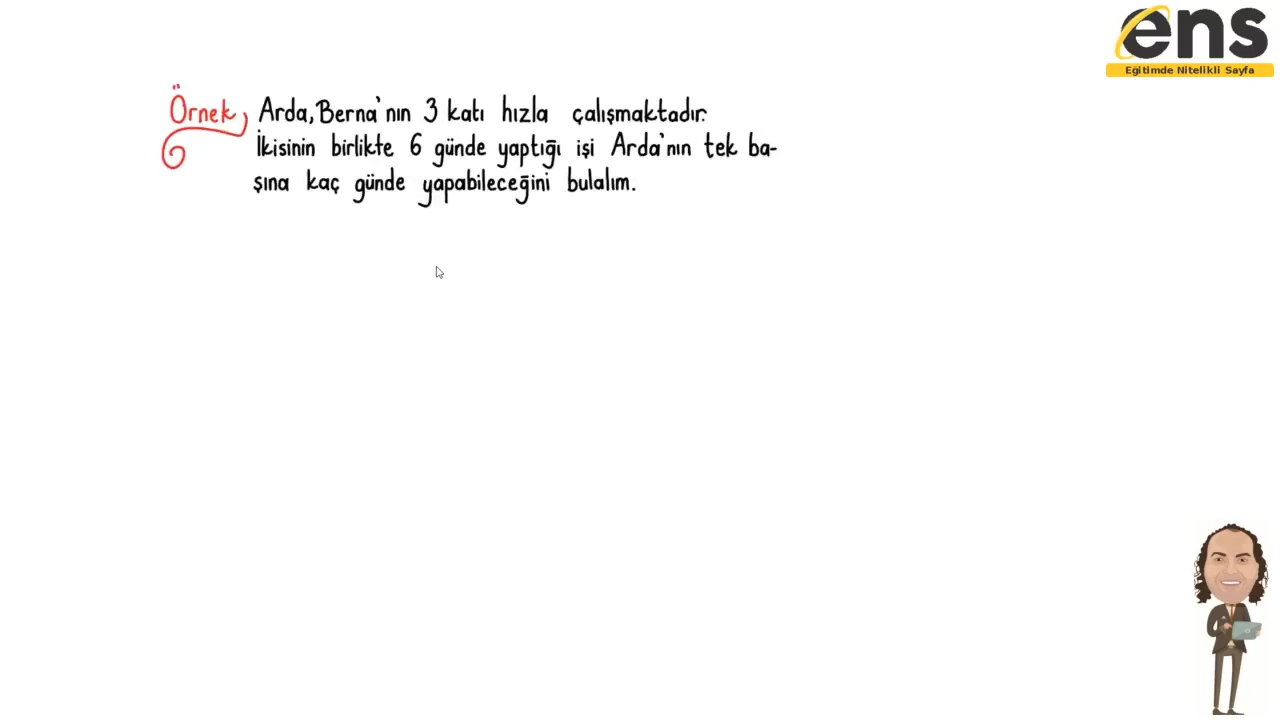 ens
Eğitimde Nitelikli Sayfa
Örnek, Arda, Berna'nın 3 katı hızla çalışmaktadır.
İkisinin birlikte 6 günde yaptığı işi Arda'nın tek ba-
şına kaç günde yapabileceğini bulalım.